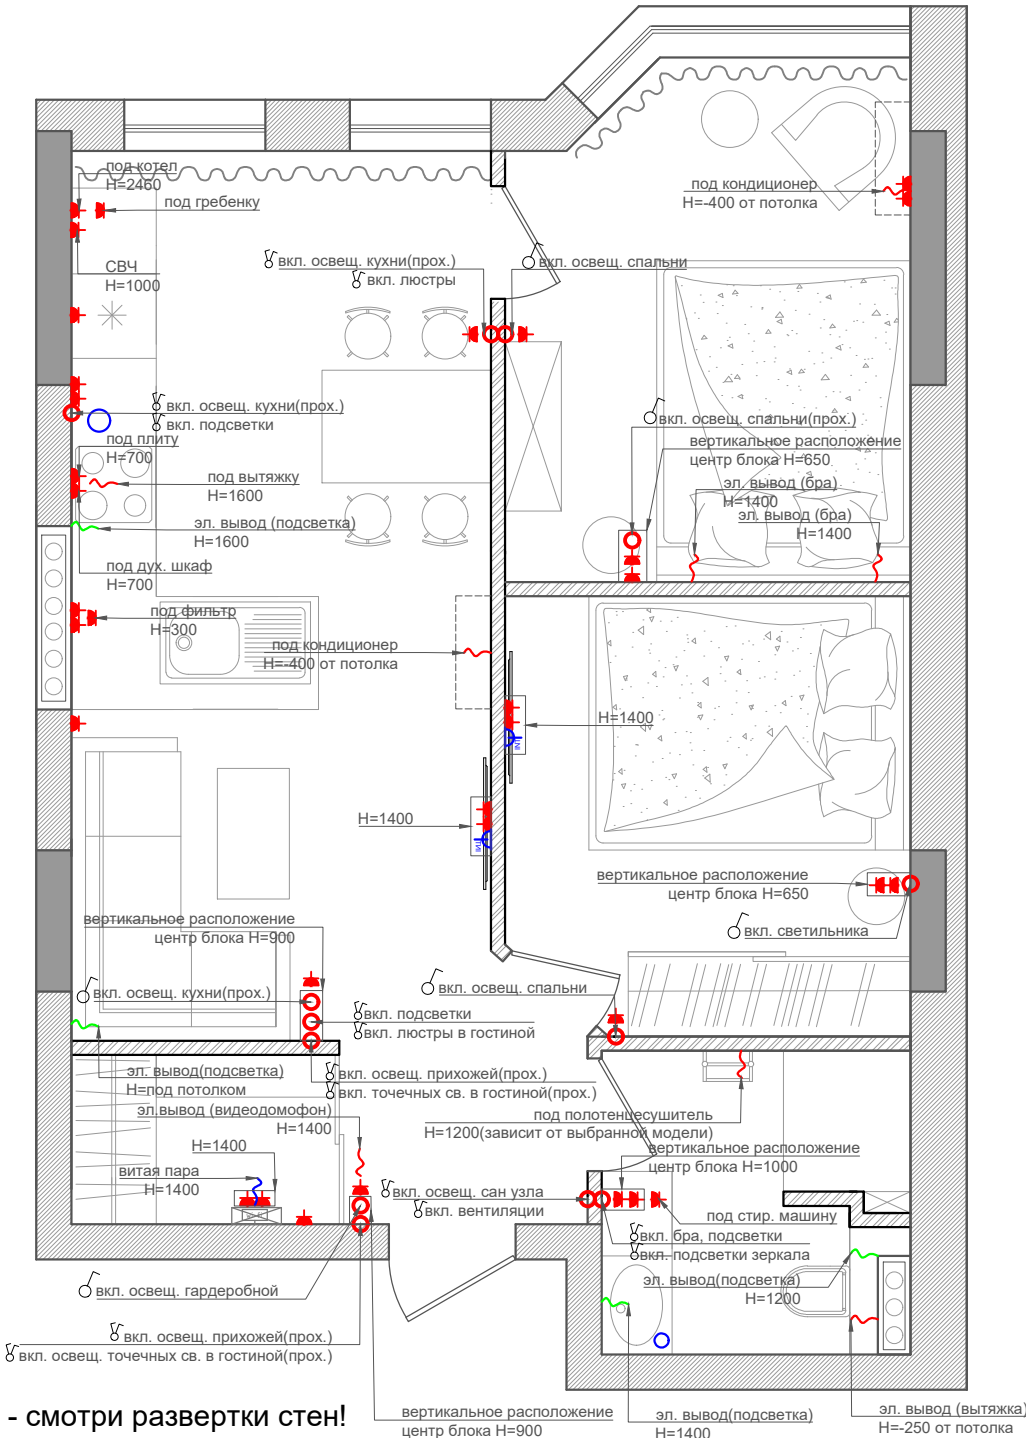 под котел
H=2460
под гребенку
под кондиционер
H=-400 от потолка
вкл. освещ. кухни(прох.)
вкл. люстры
вкл. освещ. спальни
СВЧ
H=1000
вкл. освещ. кухни(прох.)
вкл. подсветки
вкл. освещ. спальни(прох.)
вертикальное расположение
центр блока H=650
под плиту
H=700
под вытяжку
H=1600
эл. вывод (бра)
H=1400
эл. вывод (бра)
H=1400
эл. вывод (подсветка)
H=1600
под дух. шкаф
H=700
под фильтр
H=300
под кондиционер
H=-400 от потолка
H=1400
H=1400
вертикальное расположение
центр блока H=650
вкл. светильника
вертикальное расположение
центр блока H=900
вкл. освещ. кухни(прох.)
вкл. освещ. спальни
вкл. подсветки
вкл. люстры в гостиной
эл. вывод(подсветка)
H=под потолком
вкл. освещ. прихожей(прох.)
вкл. точечных св. в гостиной(прох.)
эл.вывод (видеодомофон)
H=1400
под полотенцесушитель
H=1200(зависит от выбранной модели)
H=1400
витая пара
H=1400
вертикальное расположение
центр блока H=1000
вкл. освещ. сан узла
вкл. вентиляции
под стир. машину
вкл. бра, подсветки
вкл. подсветки зеркала
эл. вывод(подсветка)
H=1200
вкл. освещ. гардеробной
вкл. освещ. прихожей(прох.)
вкл. освещ. точечных св. в гостиной(прох.)
- смотри развертки стен!
вертикальное расположение
центр блока H=900
эл. вывод(подсветка)
H=1400
эл. вывод (вытяжка)
H=-250 от потолка